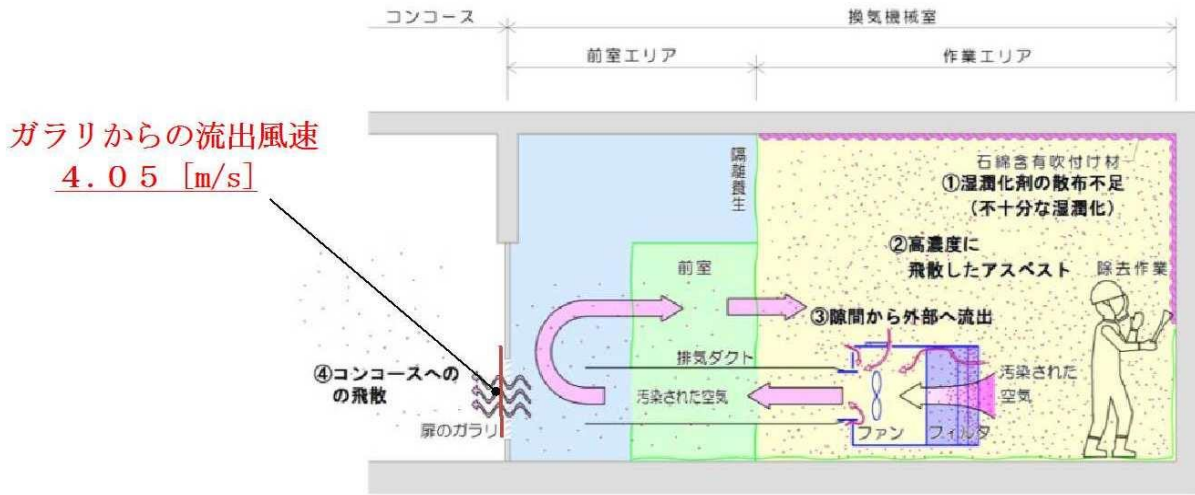 コンコース
換気機械室
前室エリア
作業エリア
ガラリからの流出風速
4.05 [m/s]
隔離養生
石綿含有吹付け材
①湿潤化剤の散布不足
(不十分な湿潤化)
②高濃度に
飛散したアスベスト
除去作業
前室
③隙間から外部へ流出
排気ダクト
④コンコースへの
の飛散
汚染された空気
汚染された
空気
扉のガラリ
ファン
フィルタ